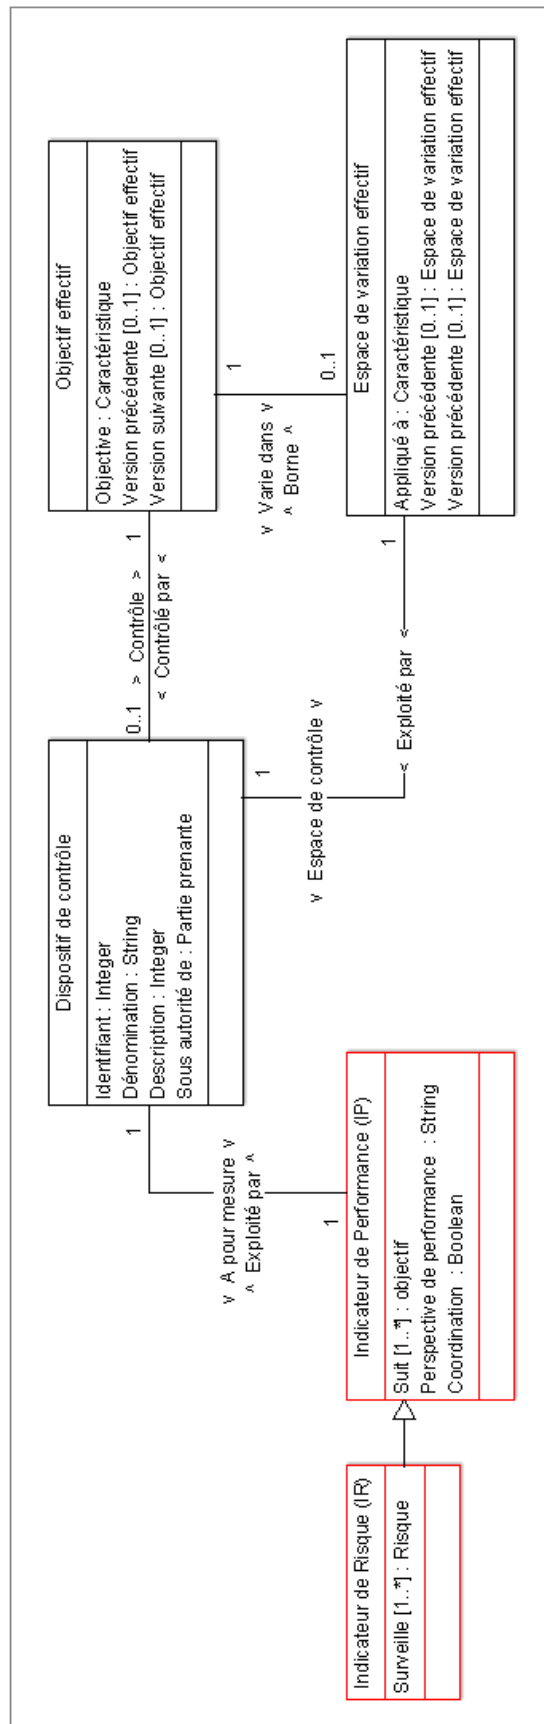 Dispositif de contrôle
Identifiant : Integer
Dénomination : String
Description : Integer
Sous autorité de : Partie prenante
0..1 > Contrôle > 1
< Contrôlé par <
Objectif effectif
Objective : Caractéristique
Version précédente [0..1] : Objectif effectif
Version suivante [0..1] : Objectif effectif
1
v A pour mesure v
^ Exploité par ^
1
1
v Espace de contrôle v
< Exploité par <
1
1
v Varie dans v
^ Borne ^
0..1
Indicateur de Risque (IR)
Surveille [1..*] : Risque
Indicateur de Performance (IP)
Suit [1..*] : objectif
Perspective de performance : String
Coordination : Boolean
Espace de variation effectif
Appliqué à : Caractéristique
Version précédente [0..1] : Espace de variation effectif
Version précédente [0..1] : Espace de variation effectif